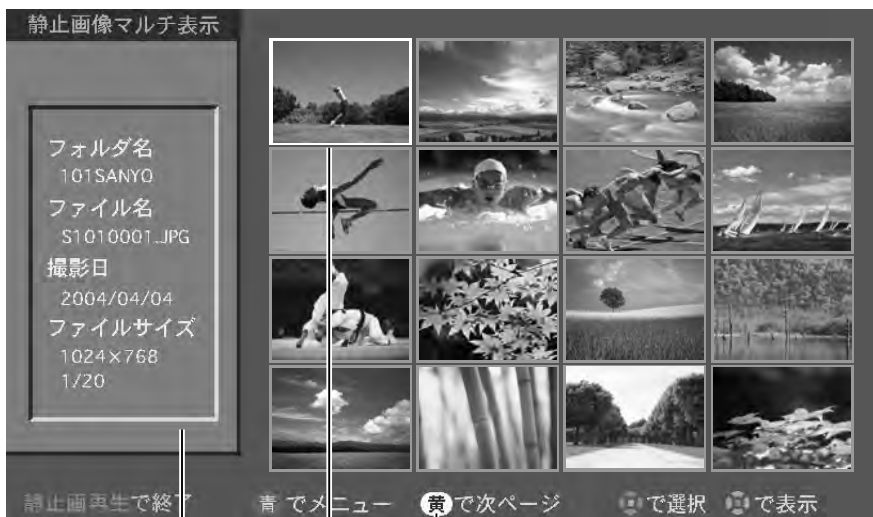 静止画像マルチ表示
フォルダ名
101SANYO
ファイル名
S1010001.JPG
撮影日
2004/04/04
ファイルサイズ
1024×768
1/20
静止画再生で終了
青でメニュー
黄で次ページ
で選択
で表示